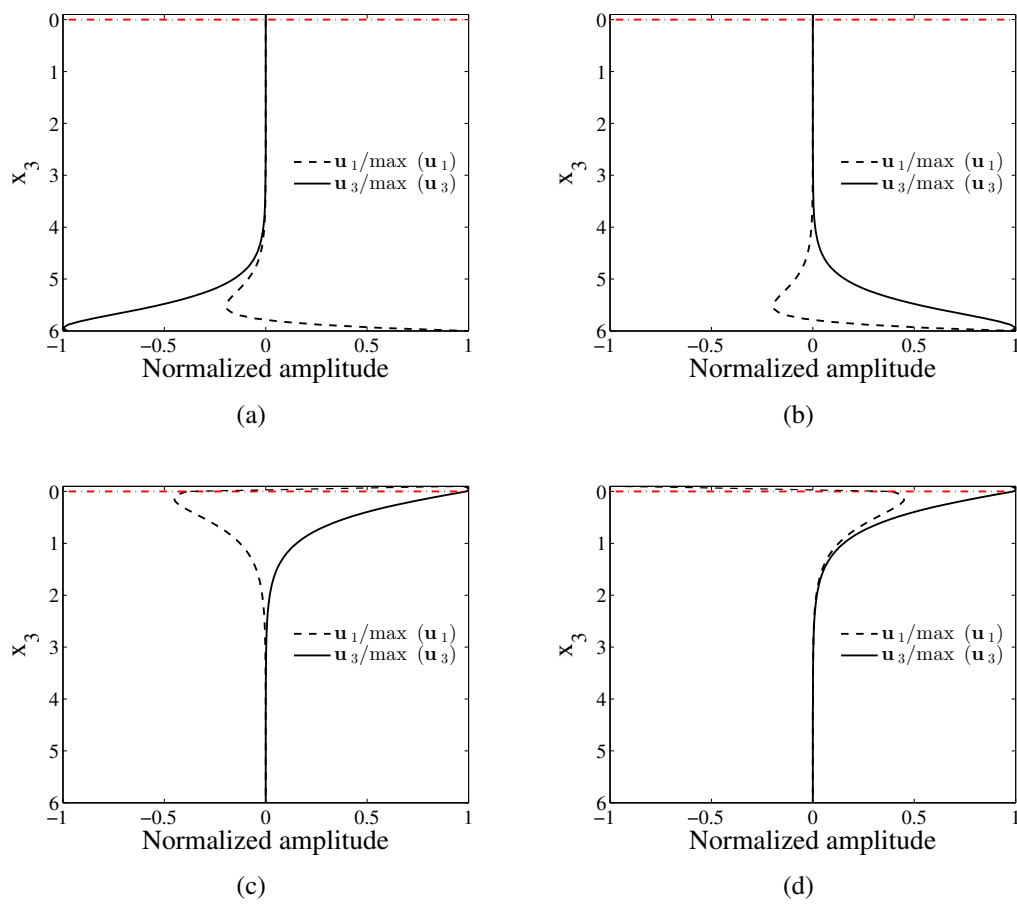 0
1
2
3
4
5
6
x3
−1 −0.5 0 0.5 1
Normalized amplitude
u1/max (u1)
u3/max (u3)
(a)
0
1
2
3
4
5
6
x3
−1 −0.5 0 0.5 1
Normalized amplitude
u1/max (u1)
u3/max (u3)
(b)
0
1
2
3
4
5
6
x3
−1 −0.5 0 0.5 1
Normalized amplitude
u1/max (u1)
u3/max (u3)
(c)
0
1
2
3
4
5
6
x3
−1 −0.5 0 0.5 1
Normalized amplitude
u1/max (u1)
u3/max (u3)
(d)